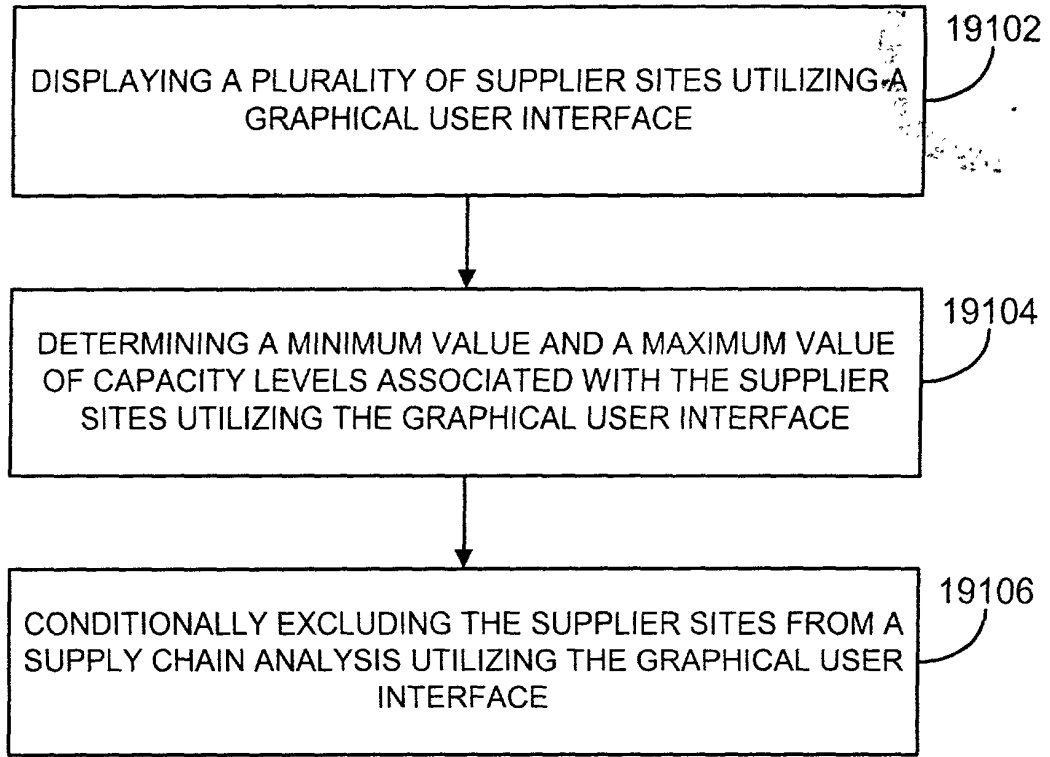 19102
DISPLAYING A PLURALITY OF SUPPLIER SITES UTILIZING A
GRAPHICAL USER INTERFACE
19104
DETERMINING A MINIMUM VALUE AND A MAXIMUM VALUE
OF CAPACITY LEVELS ASSOCIATED WITH THE SUPPLIER
SITES UTILIZING THE GRAPHICAL USER INTERFACE
19106
CONDITIONALLY EXCLUDING THE SUPPLIER SITES FROM A
SUPPLY CHAIN ANALYSIS UTILIZING THE GRAPHICAL USER
INTERFACE